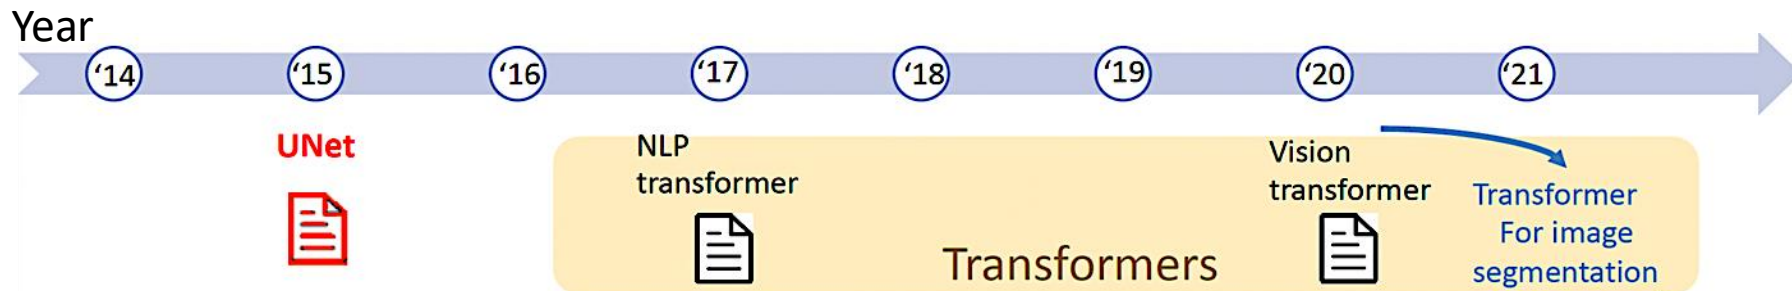 Year
‘14 ‘15 ‘16 ‘17 ‘18 ‘19 ‘20 ‘21
UNet
NLP
transformer
Vision
transformer
Transformer
For image
segmentation
Transformers